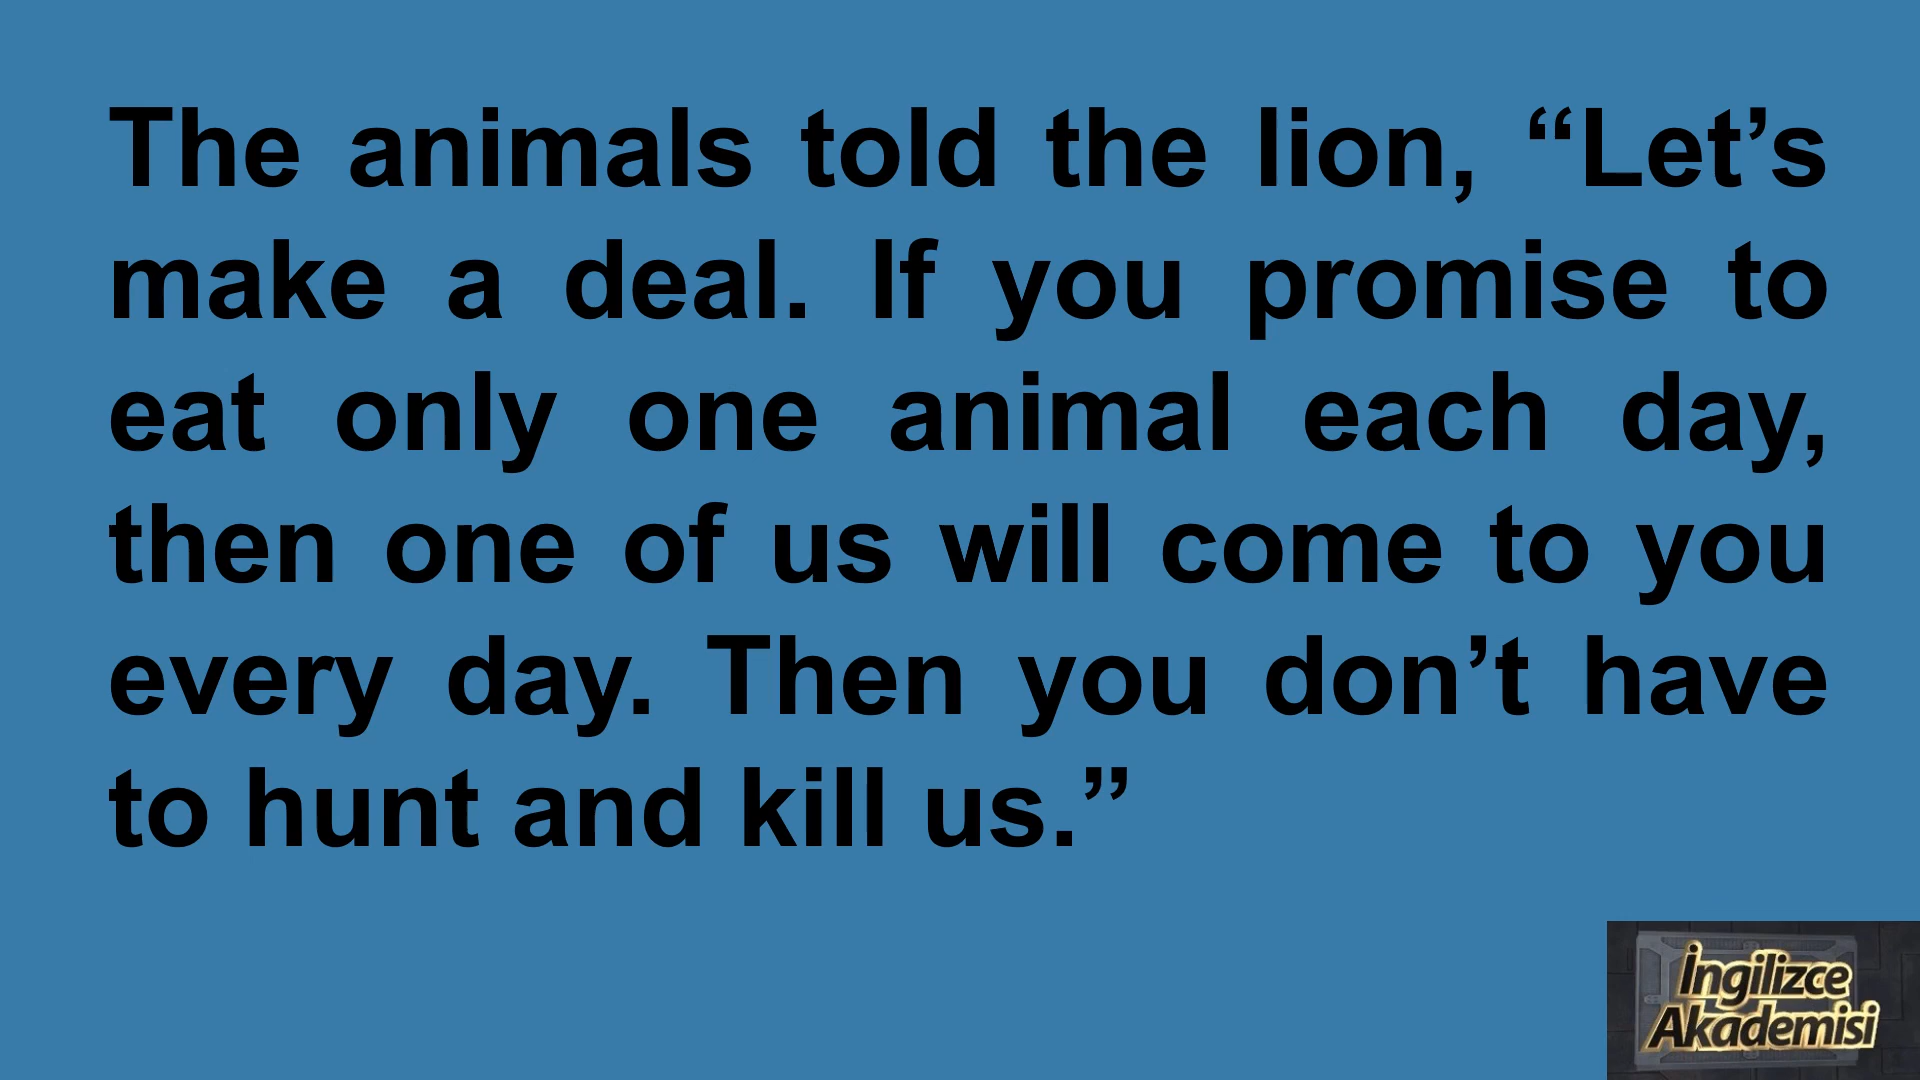 The animals told the lion, “Let’s
make a deal. If you promise to
eat only one animal each day,
then one of us will come to you
every day. Then you don’t have
to hunt and kill us.”
İngilizce
Akademisi